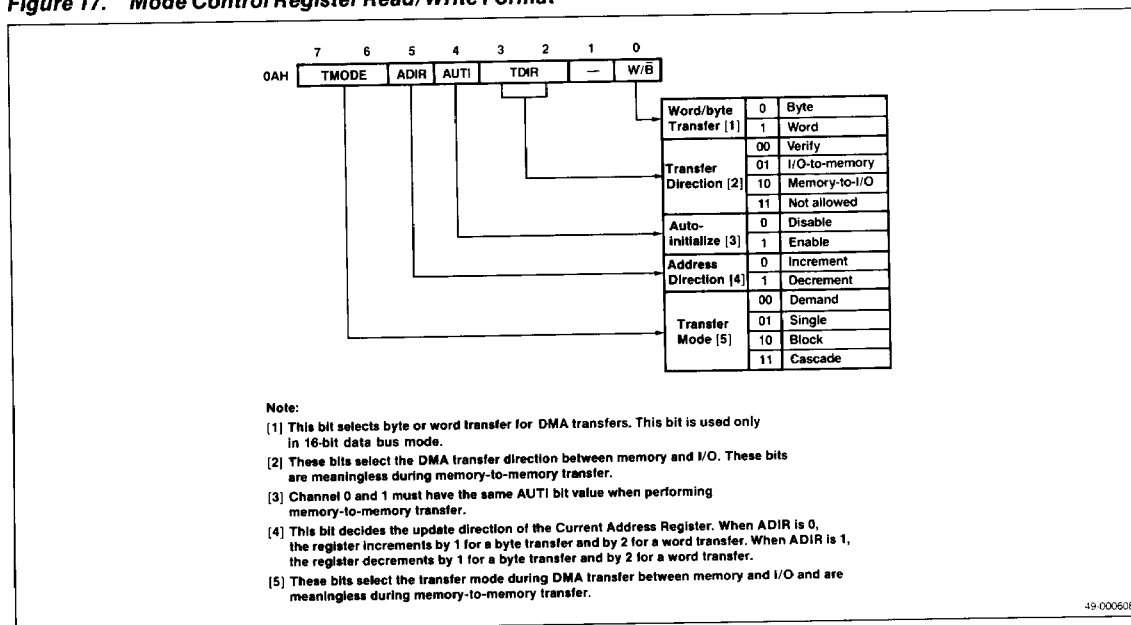 Figure 17. Mode Control Register Read/Write Format
7 6 5 4 3 2 1 0
0AH TMODE ADIR AUTI TDIR — W/B̅
Word/byte Transfer [1]
0 Byte
1 Word
Transfer Direction [2]
00 Verify
01 I/O-to-memory
10 Memory-to-I/O
11 Not allowed
Auto-initialize [3]
0 Disable
1 Enable
Address Direction [4]
0 Increment
1 Decrement
Transfer Mode [5]
00 Demand
01 Single
10 Block
11 Cascade
Note:
[1] This bit selects byte or word transfer for DMA transfers. This bit is used only
in 16-bit data bus mode.
[2] These bits select the DMA transfer direction between memory and I/O. These bits
are meaningless during memory-to-memory transfer.
[3] Channel 0 and 1 must have the same AUTI bit value when performing
memory-to-memory transfer.
[4] This bit decides the update direction of the Current Address Register. When ADIR is 0,
the register increments by 1 for a byte transfer and by 2 for a word transfer. When ADIR is 1,
the register decrements by 1 for a byte transfer and by 2 for a word transfer.
[5] These bits select the transfer mode during DMA transfer between memory and I/O and are
meaningless during memory-to-memory transfer.